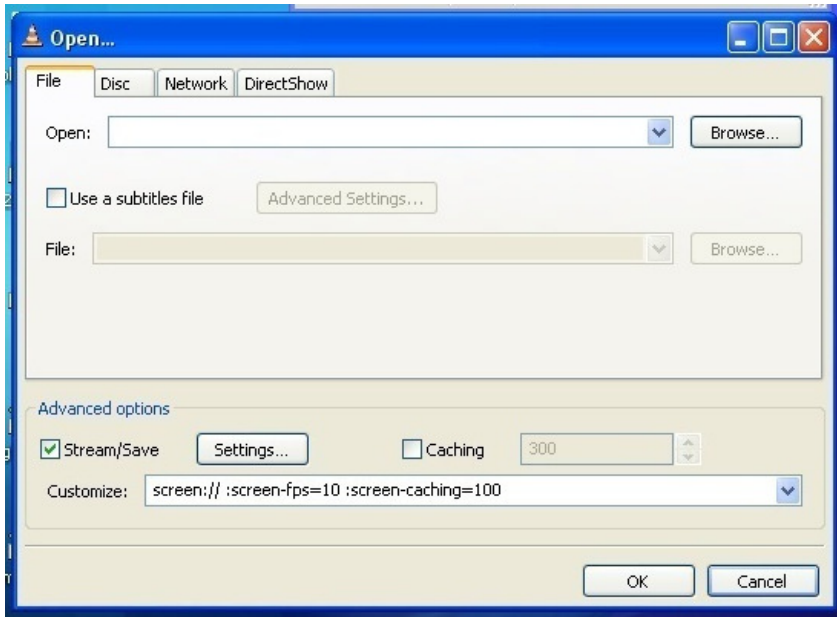 Open...
File Disc Network DirectShow
Open: Browse...
Use a subtitles file Advanced Settings...
File: Browse...
Advanced options
Stream/Save Settings... Caching 300
Customize: screen:// :screen-fps=10 :screen-caching=100
OK Cancel